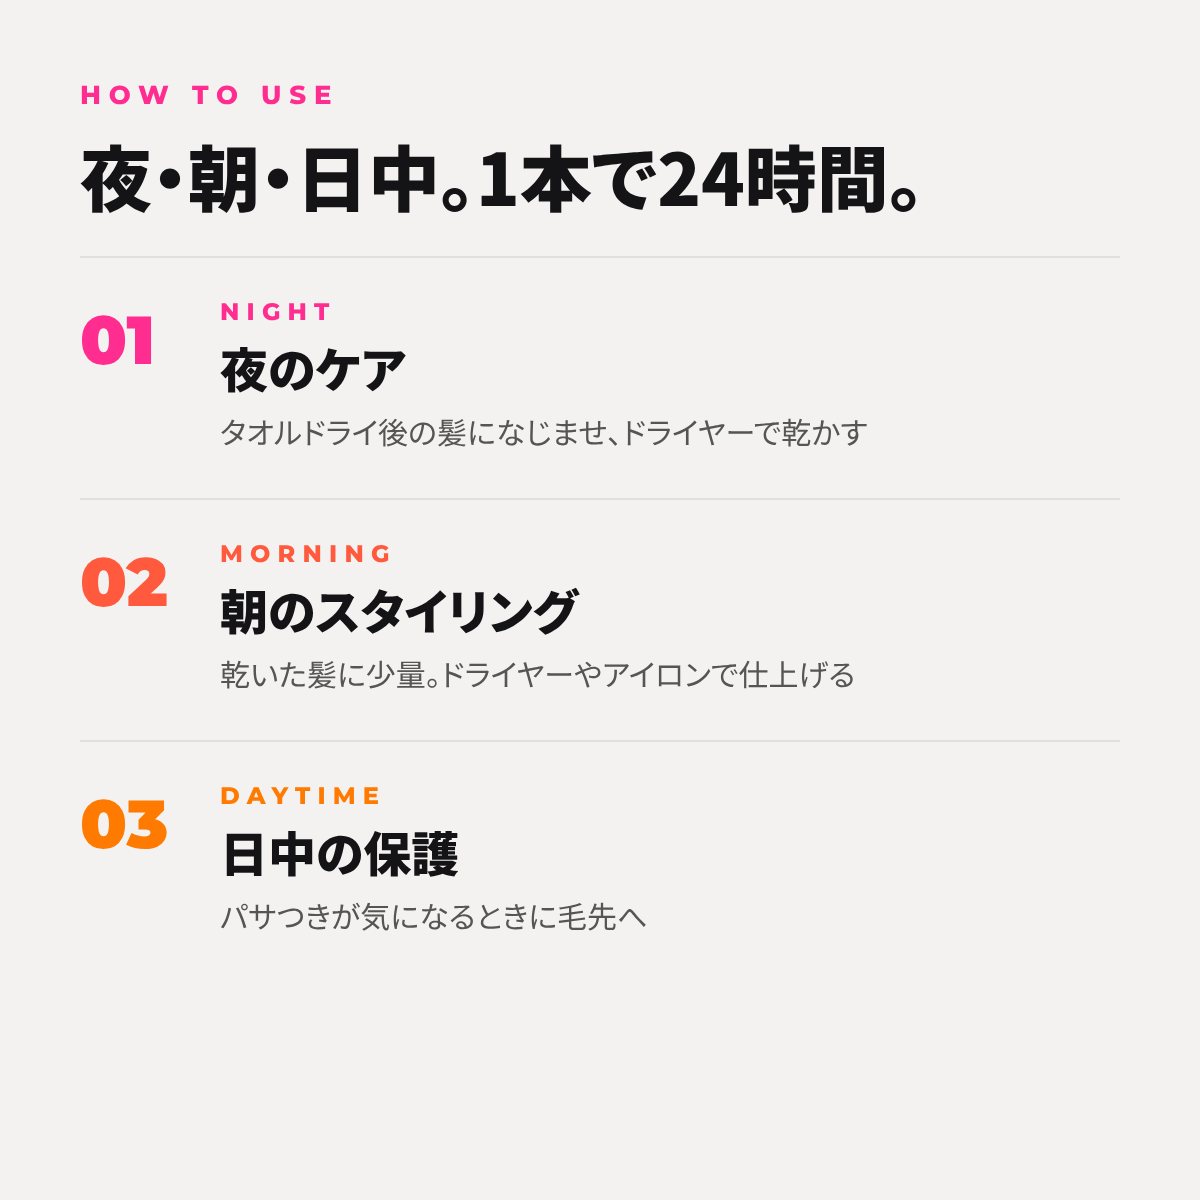 HOW TO USE
夜・朝・日中。1本で24時間。
01
NIGHT
夜のケア
タオルドライ後の髪になじませ、ドライヤーで乾かす
02
MORNING
朝のスタイリング
乾いた髪に少量。ドライヤーやアイロンで仕上げる
03
DAYTIME
日中の保護
パサつきが気になるときに毛先へ